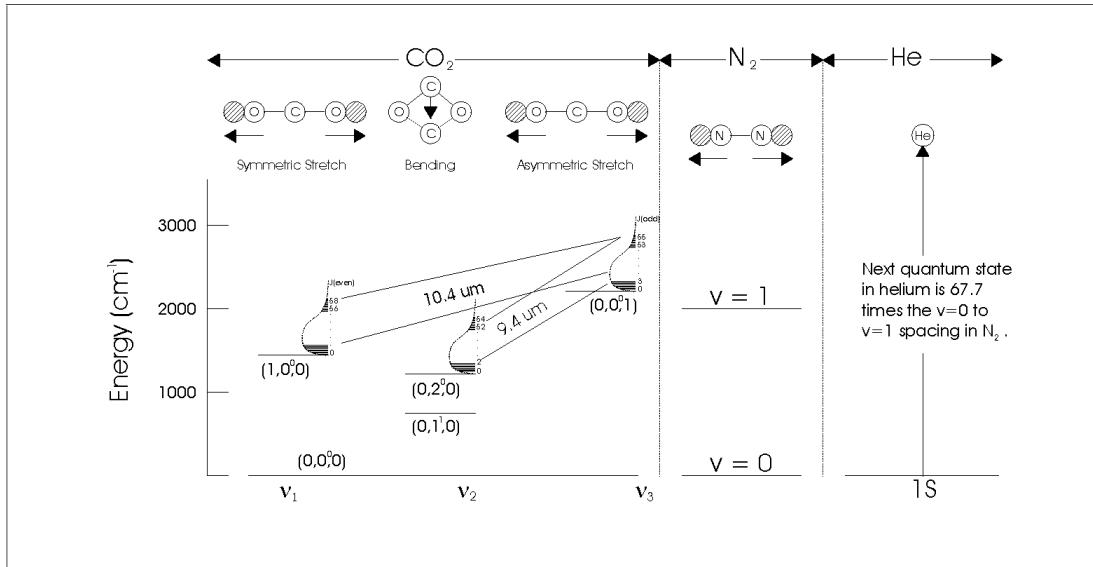 CO₂
N₂
He
O C O
C
O O
C
O C O
N N
He
Symmetric Stretch
Bending
Asymmetric Stretch
Energy (cm⁻¹)
3000
2000
1000
J(even)
68
56
0
(1,0⁰,0)
10.4 um
54
52
2
0
(0,2⁰,0)
(0,1¹,0)
9.4 um
J(odd)
55
53
3
0
(0,0⁰,1)
(0,0⁰,0)
v = 1
v = 0
Next quantum state
in helium is 67.7
times the v=0 to
v=1 spacing in N₂ .
ν₁
ν₂
ν₃
1S